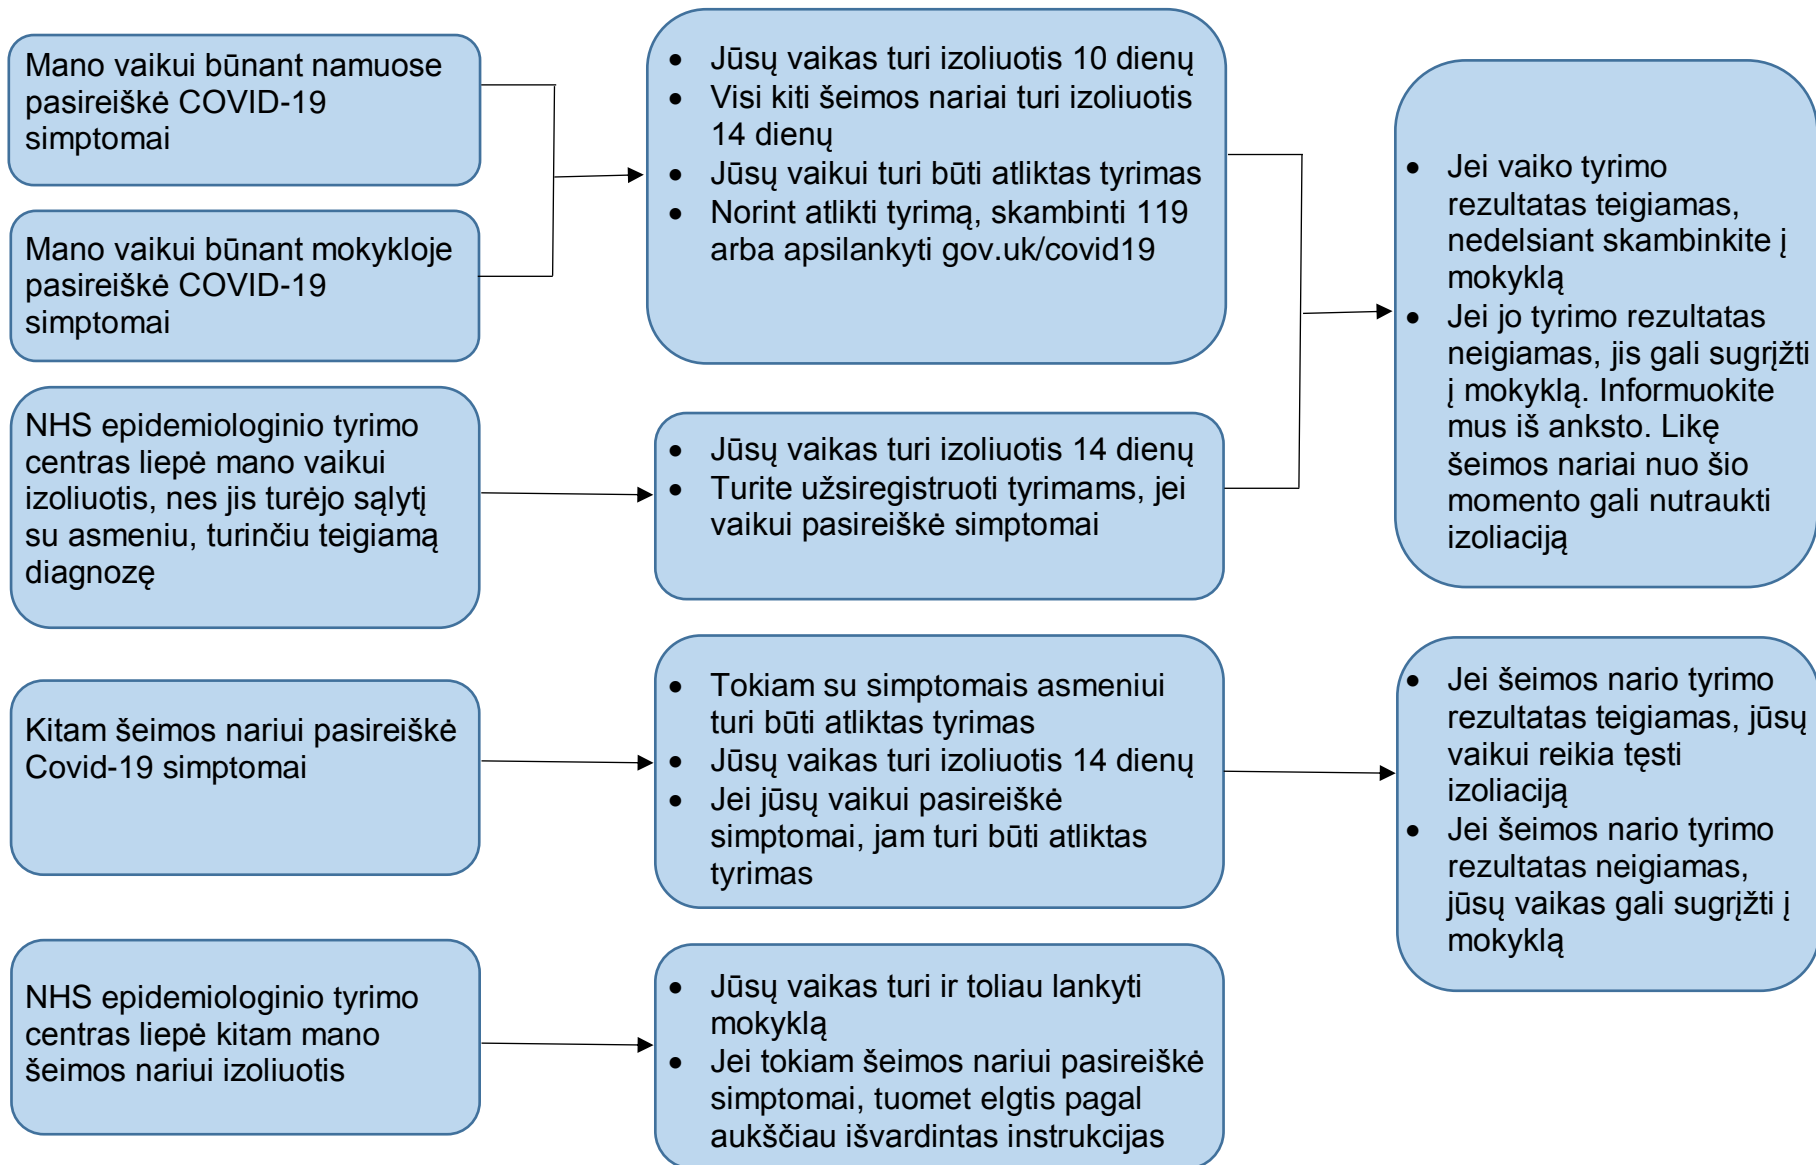 Mano vaikui būnant namuose
pasireiškė COVID-19
simptomai
Mano vaikui būnant mokykloje
pasireiškė COVID-19
simptomai
• Jūsų vaikas turi izoliuotis 10 dienų
• Visi kiti šeimos nariai turi izoliuotis
14 dienų
• Jūsų vaikui turi būti atliktas tyrimas
• Norint atlikti tyrimą, skambinti 119
arba apsilankyti gov.uk/covid19
NHS epidemiologinio tyrimo
centras liepė mano vaikui
izoliuotis, nes jis turėjo sąlytį
su asmeniu, turinčiu teigiamą
diagnozę
• Jūsų vaikas turi izoliuotis 14 dienų
• Turite užsiregistruoti tyrimams, jei
vaikui pasireiškė simptomai
• Jei vaiko tyrimo
rezultatas teigiamas,
nedelsiant skambinkite į
mokyklą
• Jei jo tyrimo rezultatas
neigiamas, jis gali sugrįžti
į mokyklą. Informuokite
mus iš anksto. Likę
šeimos nariai nuo šio
momento gali nutraukti
izoliaciją
Kitam šeimos nariui pasireiškė
Covid-19 simptomai
• Tokiam su simptomais asmeniui
turi būti atliktas tyrimas
• Jūsų vaikas turi izoliuotis 14 dienų
• Jei jūsų vaikui pasireiškė
simptomai, jam turi būti atliktas
tyrimas
• Jei šeimos nario tyrimo
rezultatas teigiamas, jūsų
vaikui reikia tęsti
izoliaciją
• Jei šeimos nario tyrimo
rezultatas neigiamas,
jūsų vaikas gali sugrįžti į
mokyklą
NHS epidemiologinio tyrimo
centras liepė kitam mano
šeimos nariui izoliuotis
• Jūsų vaikas turi ir toliau lankyti
mokyklą
• Jei tokiam šeimos nariui pasireiškė
simptomai, tuomet elgtis pagal
aukščiau išvardintas instrukcijas